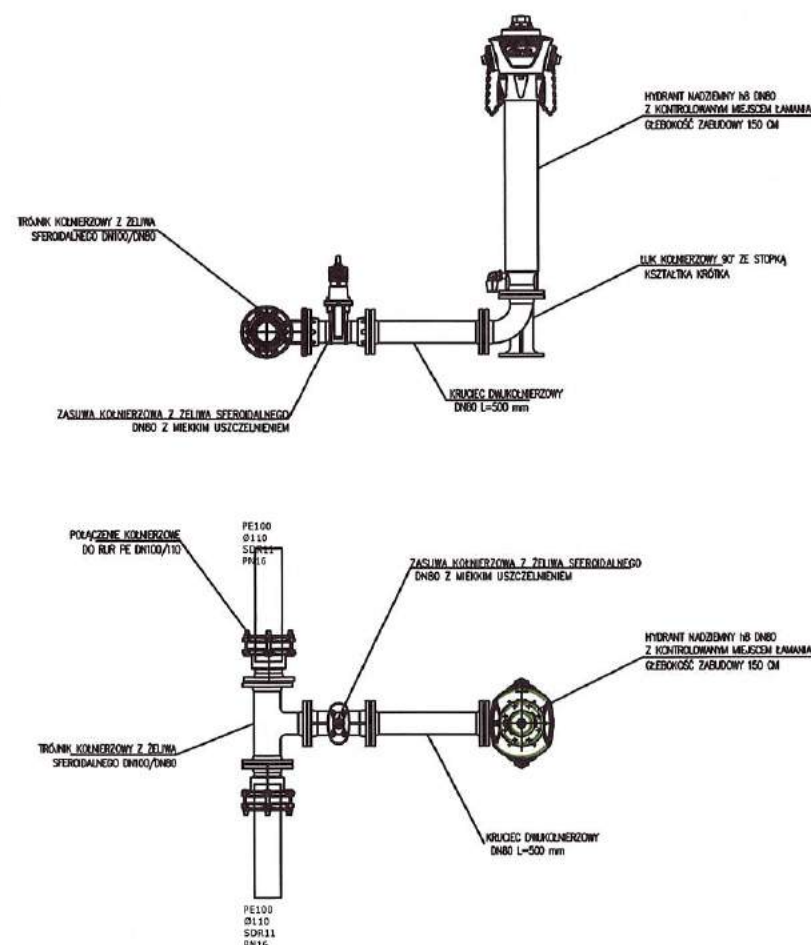 HYDRANT NADZIEMNY h8 DN80
Z KONTROLOWANYM MIEJSCEM ŁAMANIA
GŁEBOKOŚĆ ZABUDOWY 150 CM
TRÓJNIK KOŁNIERZOWY Z ŻELIWA
SFEROIDALNEGO DN100/DN80
ŁUK KOŁNIERZOWY 90° ZE STOPKĄ
KSZTAŁTKA KRÓTKA
KRUCIEC DWUKOŁNIERZOWY
DN80 L=500 mm
ZASUWA KOŁNIERZOWA Z ŻELIWA SFEROIDALNEGO
DN80 Z MIEKKIM USZCZELNIENIEM
POŁĄCZENIE KOŁNIERZOWE
DO RUR PE DN100/110
PE100
Ø110
SDR11
PN16
ZASUWA KOŁNIERZOWA Z ŻELIWA SFEROIDALNEGO
DN80 Z MIEKKIM USZCZELNIENIEM
HYDRANT NADZIEMNY h8 DN80
Z KONTROLOWANYM MIEJSCEM ŁAMANIA
GŁEBOKOŚĆ ZABUDOWY 150 CM
TRÓJNIK KOŁNIERZOWY Z ŻELIWA
SFEROIDALNEGO DN100/DN80
KRUCIEC DWUKOŁNIERZOWY
DN80 L=500 mm
PE100
Ø110
SDR11
PN16